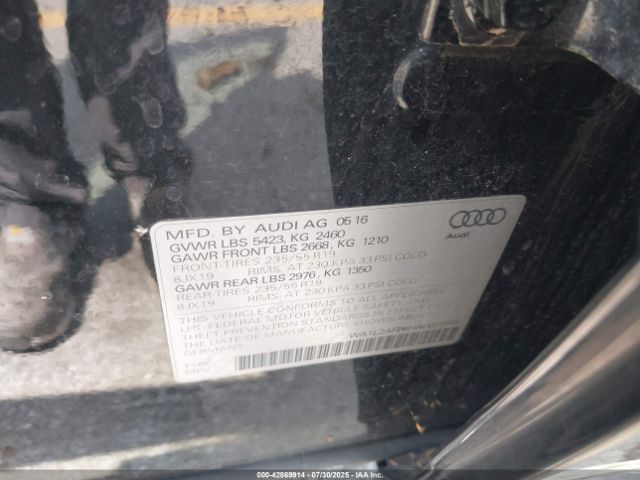 MFD. BY AUDI AG 05 16
GVWR LBS 5423, KG 2460
GAWR FRONT LBS 2668, KG 1210
FRONT-TIRES 235/55 R19
8JX19 RIMS, AT 230 KPA 33 PSI COLD
GAWR REAR LBS 2976, KG 1350
REAR-TIRES 235/55 R19
8JX19 RIMS, AT 230 KPA 33 PSI COLD
THIS VEHICLE CONFORMS TO ALL APPLICABLE
U.S. FEDERAL MOTOR VEHICLE SAFETY AND
THEFT PREVENTION STANDARDS IN EFFECT ON
THE DATE OF MANUFACTURE SHOWN ABOVE.
GERMANY
TYPE:
MPV
Audi
000-42869914 | 07/30/2025 | IAAI.COM